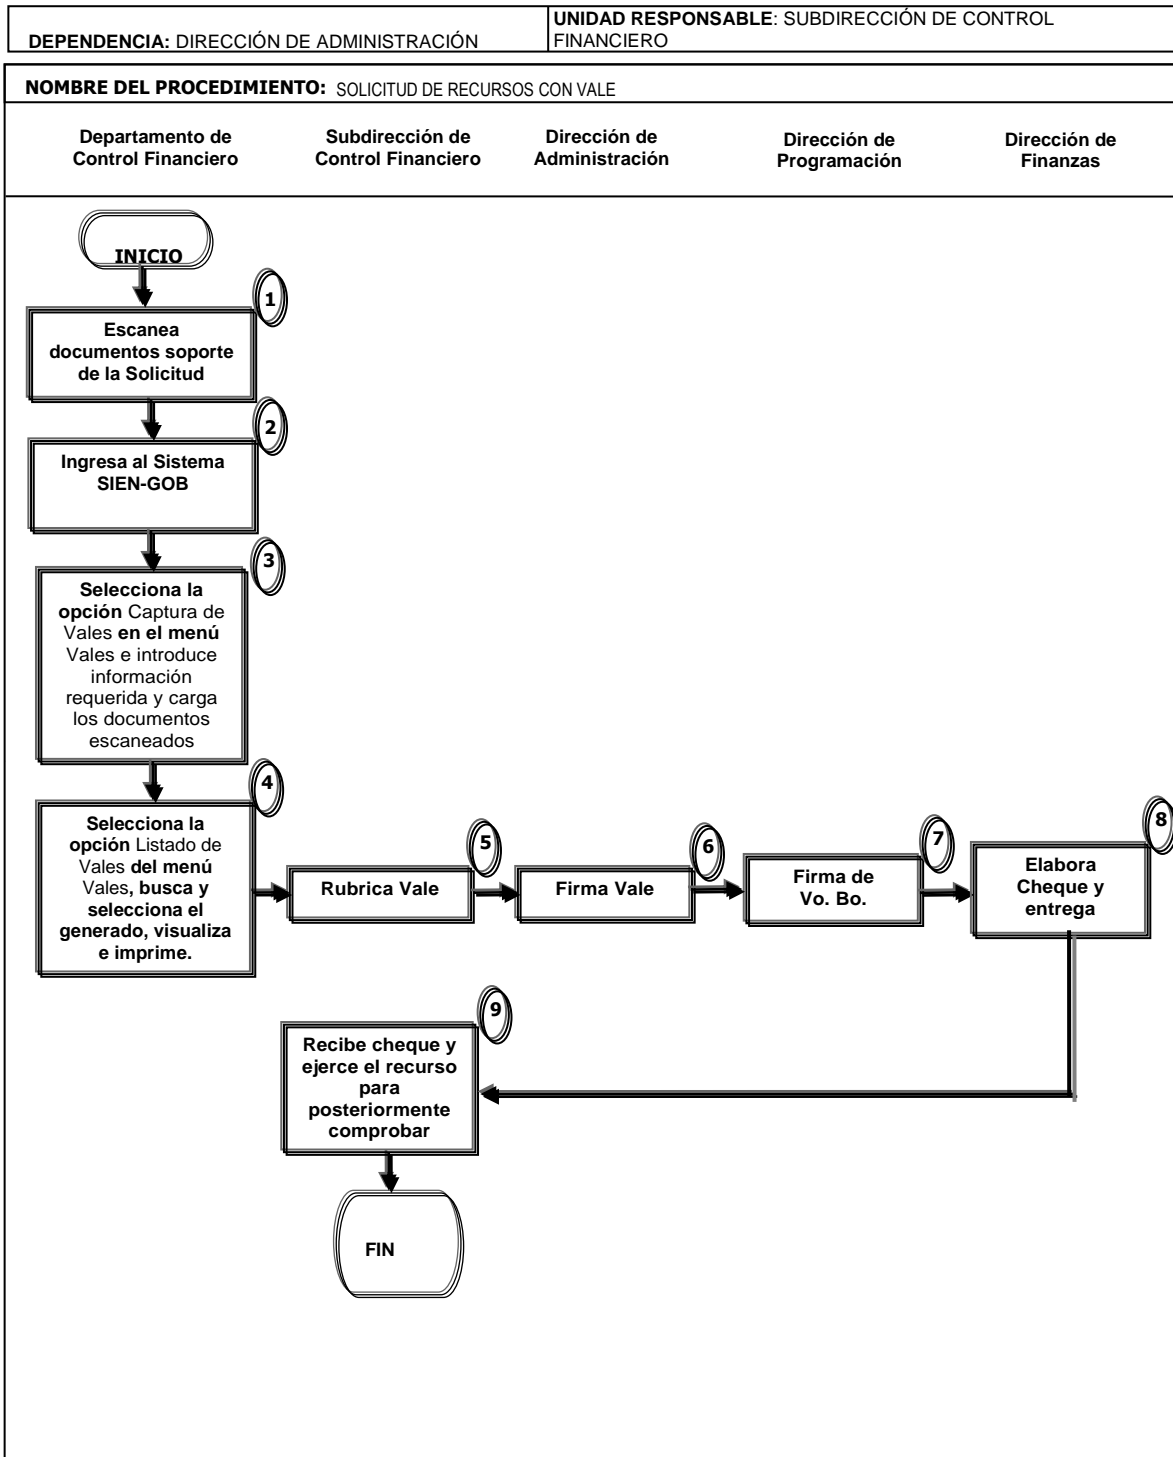 DEPENDENCIA: DIRECCIÓN DE ADMINISTRACIÓN
UNIDAD RESPONSABLE: SUBDIRECCIÓN DE CONTROL
FINANCIERO
NOMBRE DEL PROCEDIMIENTO: SOLICITUD DE RECURSOS CON VALE
Departamento de
Control Financiero
Subdirección de
Control Financiero
Dirección de
Administración
Dirección de
Programación
Dirección de
Finanzas
INICIO
1
Escanea
documentos soporte
de la Solicitud
2
Ingresa al Sistema
SIEN-GOB
3
Selecciona la
opción Captura de
Vales en el menú
Vales e introduce
información
requerida y carga
los documentos
escaneados
4
Selecciona la
opción Listado de
Vales del menú
Vales, busca y
selecciona el
generado, visualiza
e imprime.
5
Rubrica Vale
6
Firma Vale
7
Firma de
Vo. Bo.
8
Elabora
Cheque y
entrega
9
Recibe cheque y
ejerce el recurso
para
posteriormente
comprobar
FIN